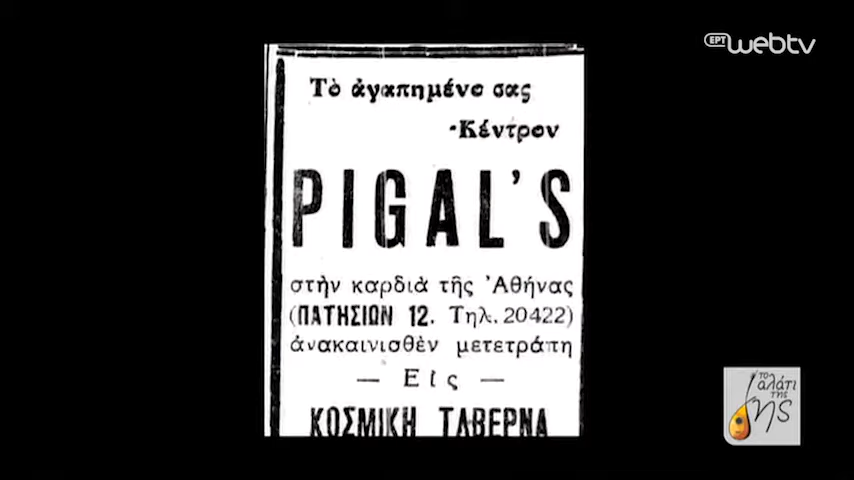 ΕΡΤ webtv
Τὸ ἀγαπημένο σας
-Κέντρον
PIGAL'S
στὴν καρδιὰ τῆς Ἀθήνας
(ΠΑΤΗΣΙΩΝ 12. Τηλ. 20422)
ἀνακαινισθὲν μετετράπη
— Εἰς —
ΚΟΣΜΙΚΗ ΤΑΒΕΡΝΑ
το
αλάτι
της
γης